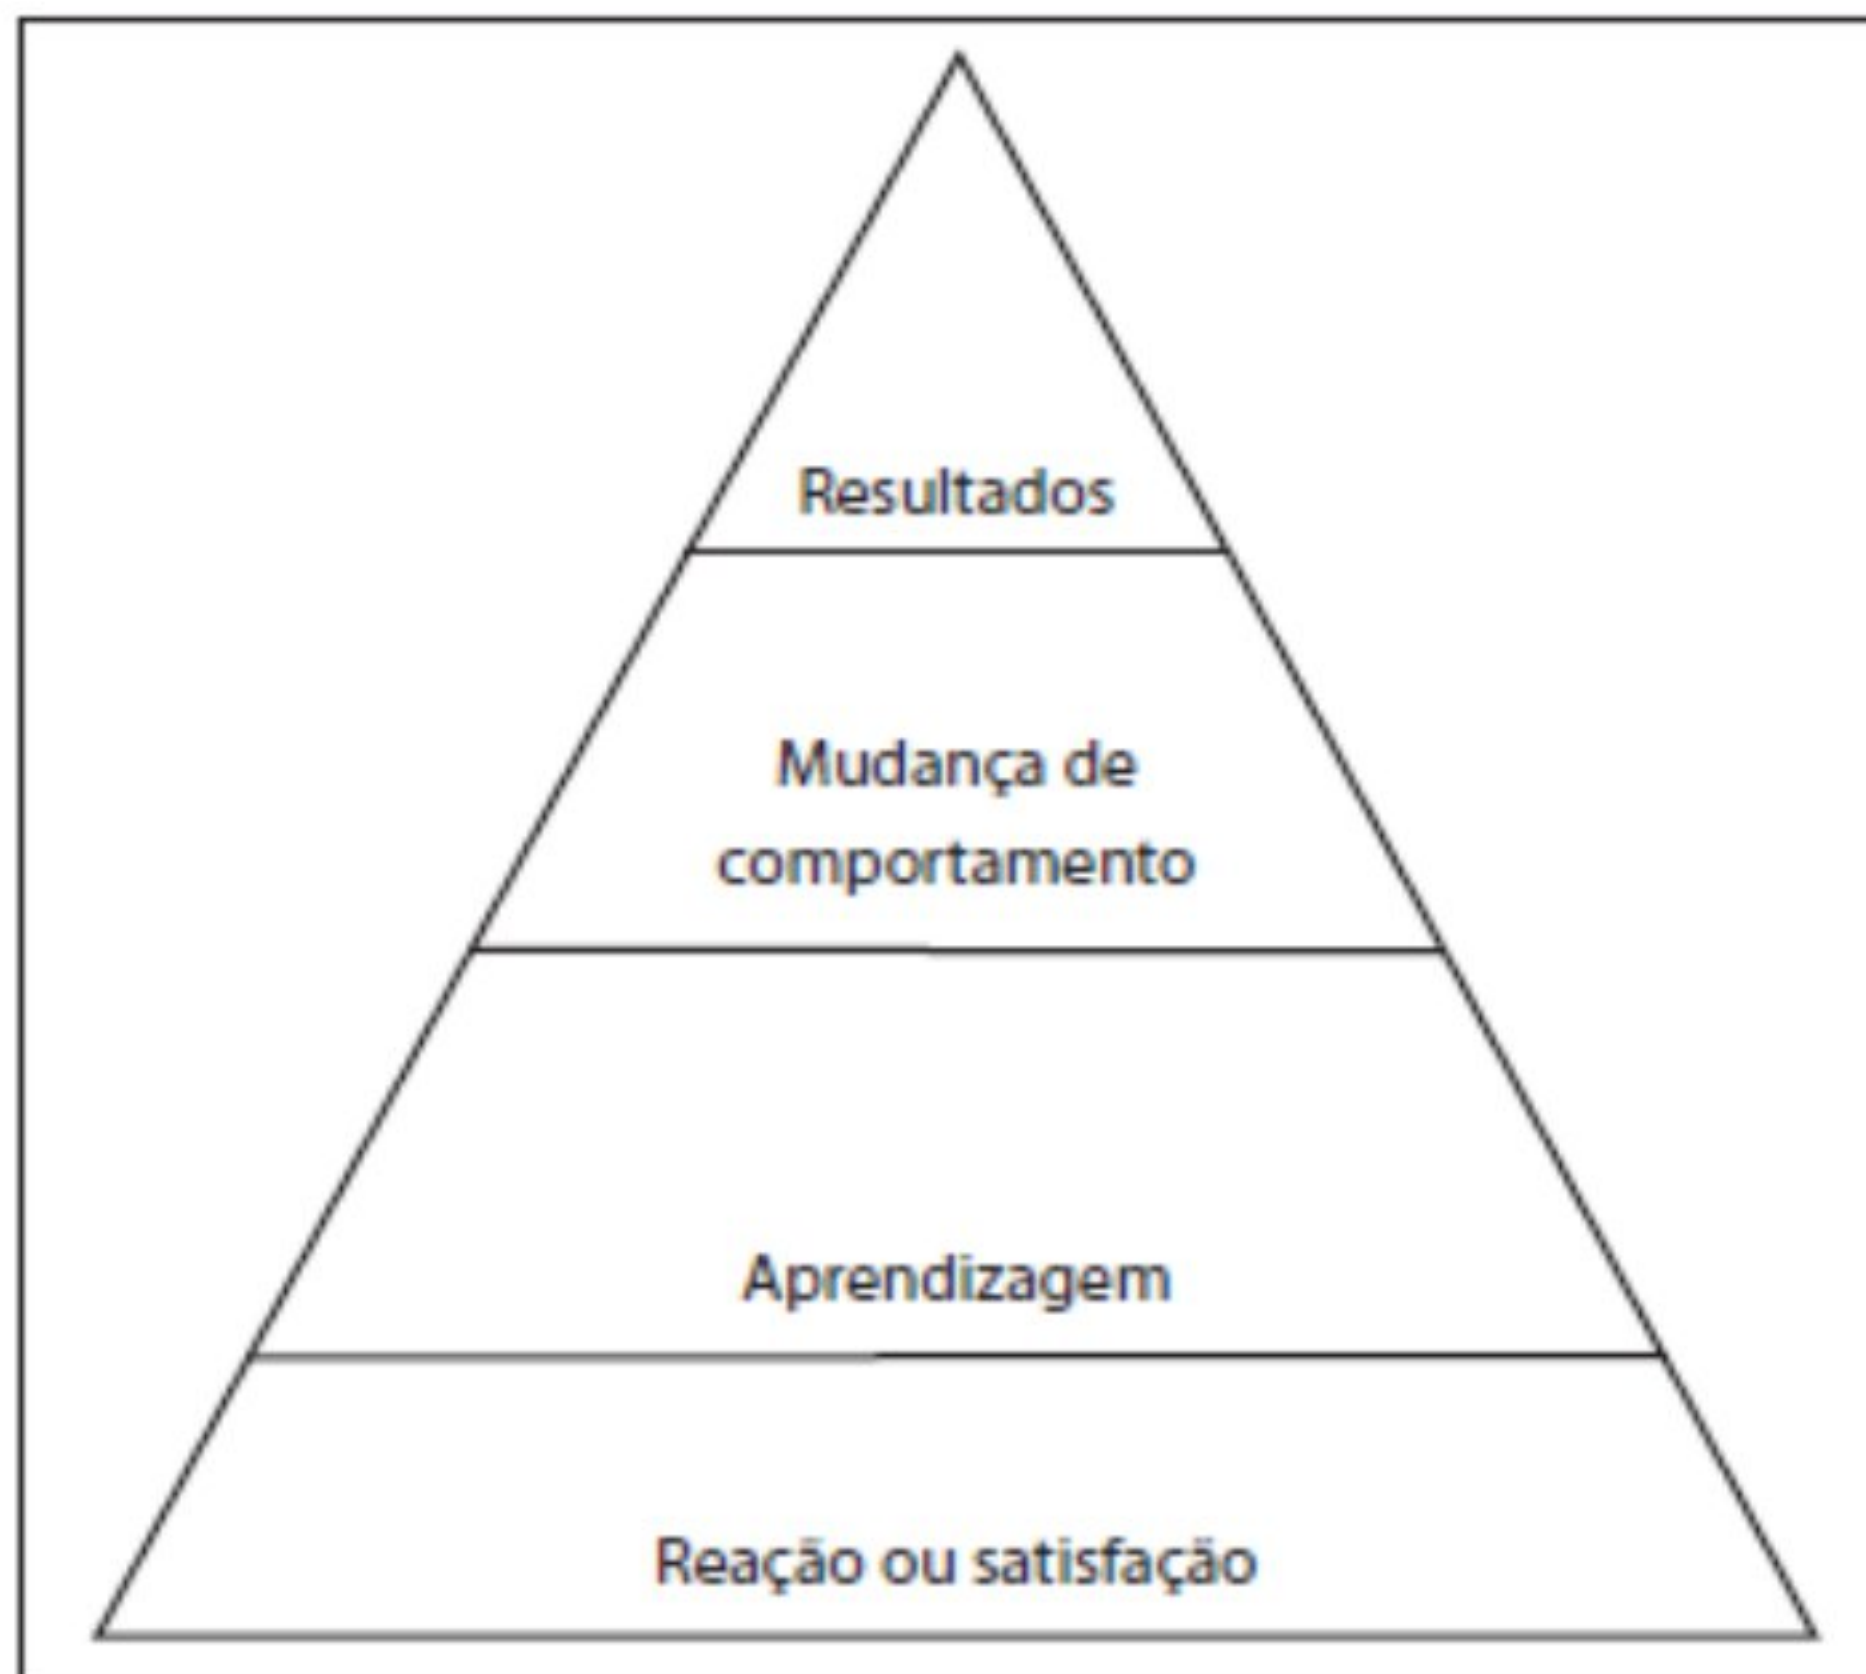 Resultados
Mudança de
comportamento
Aprendizagem
Reação ou satisfação